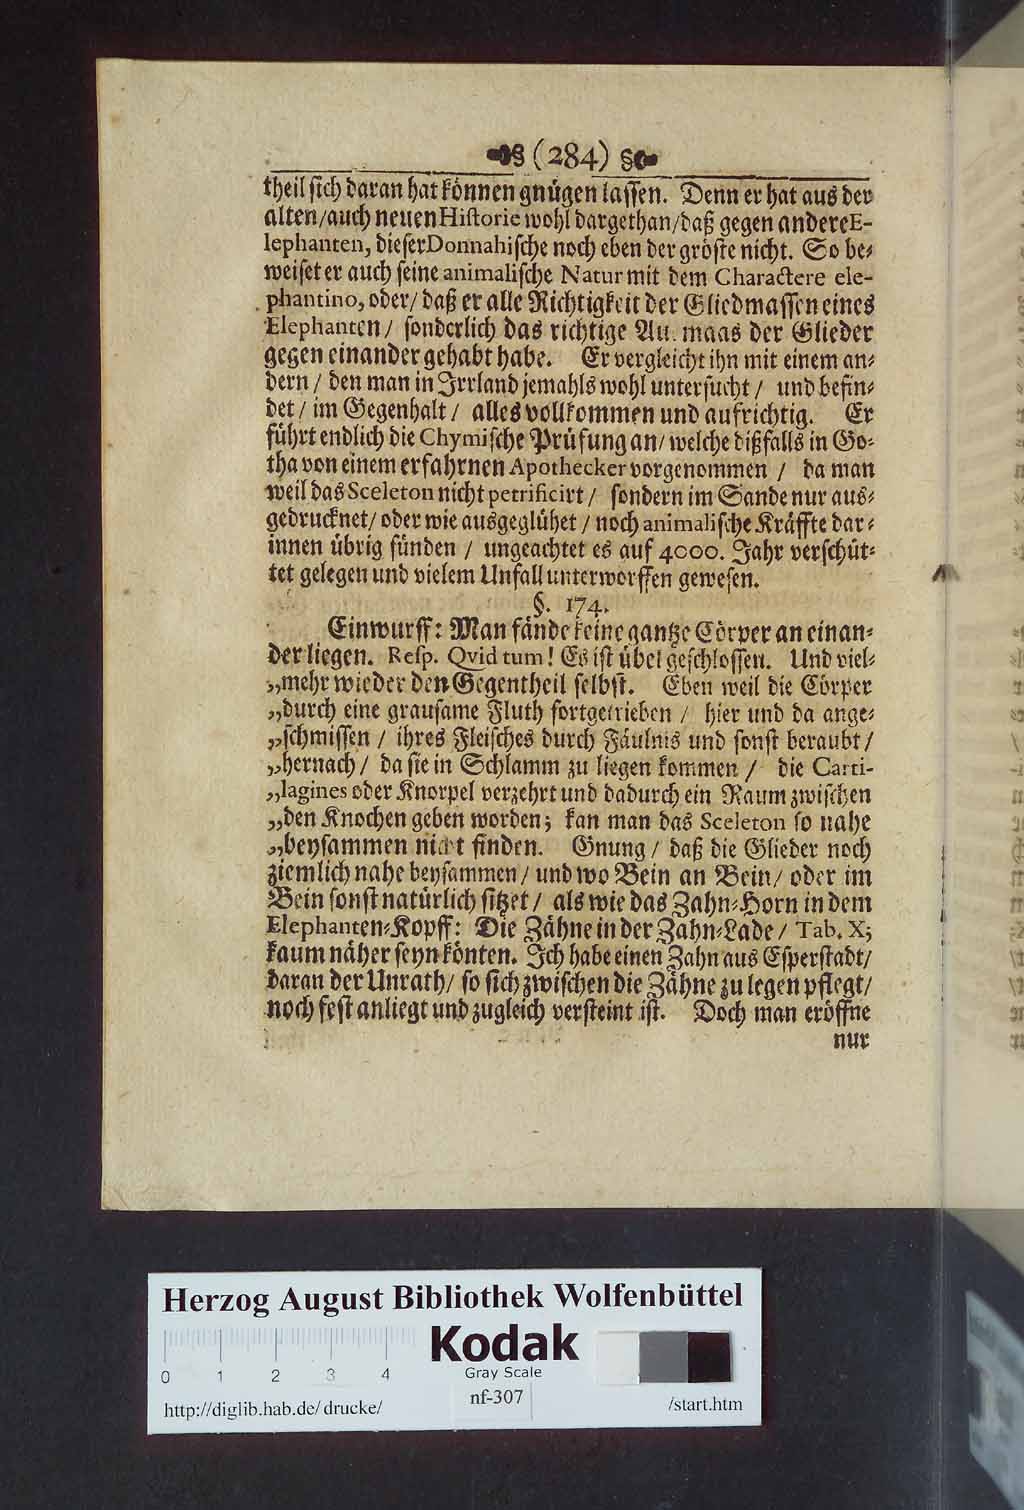 (284)
theil sich daran hat können gnügen lassen. Denn er hat aus der
alten/auch neuen Historie wohl dargethan/daß gegen andere E-
lephanten, dieser Donnahische noch eben der gröste nicht. So be-
weiset er auch seine animalische Natur mit dem Charactere ele-
phantino, oder/ daß er alle Richtigkeit der Gliedmassen eines
Elephanten / sonderlich das richtige maas der Glieder
gegen einander gehabt habe. Er vergleicht ihn mit einem an-
dern / den man in Irrland jemahls wohl untersucht / und befin-
det / im Gegenhalt / alles vollkommen und aufrichtig. Er
führt endlich die Chymische Prüfung an/ welche dißfalls in Go-
tha von einem erfahrnen Apothecker vorgenommen / da man
weil das Sceleton nicht petrificirt / sondern im Sande nur aus-
gedrucknet/ oder wie ausgeglühet / noch animalische Kräffte dar-
innen übrig fünden / ungeachtet es auf 4000. Jahr verschüt-
tet gelegen und vielem Unfall unterworffen gewesen.
§. 174.
Einwurff: Man fände keine gantze Cörper an einan-
der liegen. Resp. Qvid tum! Es ist übel geschlossen. Und viel-
„mehr wieder den Gegentheil selbst. Eben weil die Cörper
„durch eine grausame Fluth fortgetrieben / hier und da ange-
„schmissen / ihres Fleisches durch Fäulnis und sonst beraubt /
„hernach / da sie in Schlamm zu liegen kommen / die Carti-
„lagines oder Knorpel verzehrt und dadurch ein Raum zwischen
„den Knochen geben worden; kan man das Sceleton so nahe
„beysammen nicht finden. Gnung / daß die Glieder noch
ziemlich nahe beysammen / und wo Bein an Bein / oder im
Bein sonst natürlich sitzet / als wie das Zahn-Horn in dem
Elephanten-Kopff: Die Zähne in der Zahn-Lade / Tab. X;
kaum näher seyn könten. Ich habe einen Zahn aus Esperstadt/
daran der Unrath/ so sich zwischen die Zähne zu legen pflegt/
noch fest anliegt und zugleich versteint ist. Doch man eröffne
nur
Herzog August Bibliothek Wolfenbüttel
Kodak
Gray Scale
0 1 2 3 4
nf-307
http://diglib.hab.de/drucke/
/start.htm